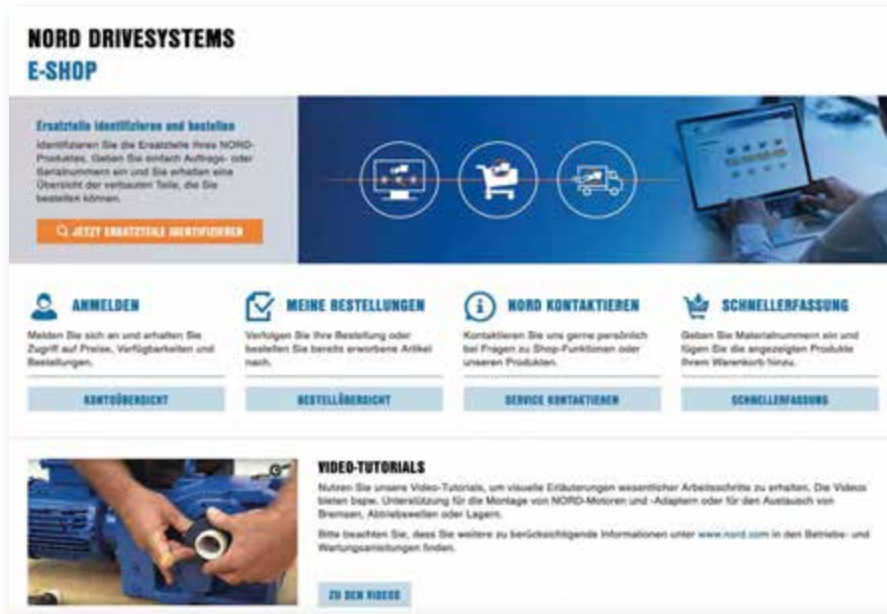 NORD DRIVESYSTEMS
E-SHOP
Ersatzteile identifizieren und bestellen
Identifizieren Sie die Ersatzteile Ihres NORD-
Produktes. Geben Sie einfach Auftrags- oder
Serialnummern ein und Sie erhalten eine
Übersicht der verbauten Teile, die Sie
bestellen können.
JETZT ERSATZTEILE IDENTIFIZIEREN
ANMELDEN
Melden Sie sich an und erhalten Sie
Zugriff auf Preise, Verfügbarkeiten und
Bestellungen.
KONTOÜBERSICHT
MEINE BESTELLUNGEN
Verfolgen Sie Ihre Bestellung oder
bestellen Sie bereits erworbene Artikel
nach.
BESTELLÜBERSICHT
NORD KONTAKTIEREN
Kontaktieren Sie uns gerne persönlich
bei Fragen zu Shop-Funktionen oder
unseren Produkten.
SERVICE KONTAKTIEREN
SCHNELLERFASSUNG
Geben Sie Materialnummern ein und
fügen Sie die angezeigten Produkte
Ihrem Warenkorb hinzu.
SCHNELLERFASSUNG
VIDEO-TUTORIALS
Nutzen Sie unsere Video-Tutorials, um visuelle Erläuterungen wesentlicher Arbeitsschritte zu erhalten. Die Videos
bieten bspw. Unterstützung für die Montage von NORD-Motoren und -Adaptern oder für den Austausch von
Bremsen, Abtriebswellen oder Lagern.
Bitte beachten Sie, dass Sie weitere zu berücksichtigende Informationen unter www.nord.com in den Betriebs- und
Wartungsanleitungen finden.
ZU DEN VIDEOS